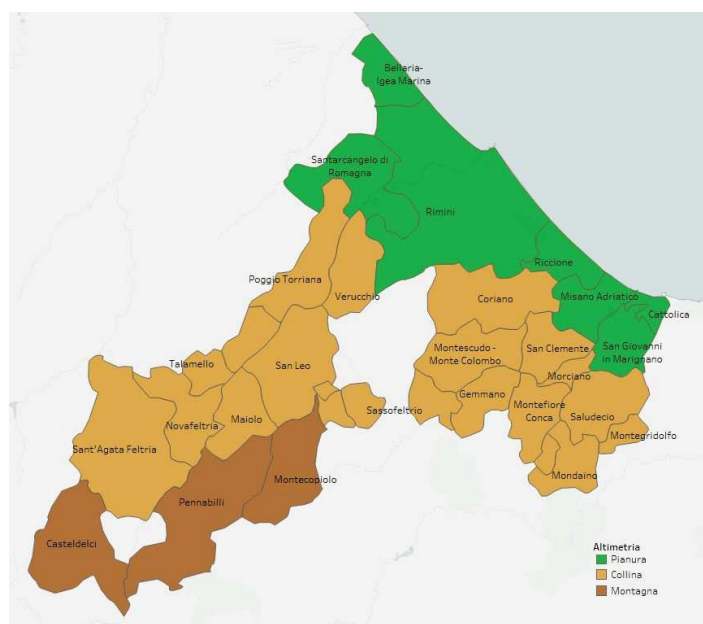 Bellaria-
Igea Marina
Santarcangelo di
Romagna
Rimini
Riccione
Poggio Torriana
Verucchio
Coriano
Misano Adriatico
Cattolica
San Giovanni
in Marignano
Talamello
San Leo
Montescudo -
Monte Colombo
San Clemente
Morciano
Gemmano
Sassofeltrio
Novafeltria
Maiolo
Montefiore
Conca
Saludecio
Montegridolfo
Sant'Agata Feltria
Mondaino
Montecopiolo
Pennabilli
Casteldelci
Altimetria
Pianura
Collina
Montagna